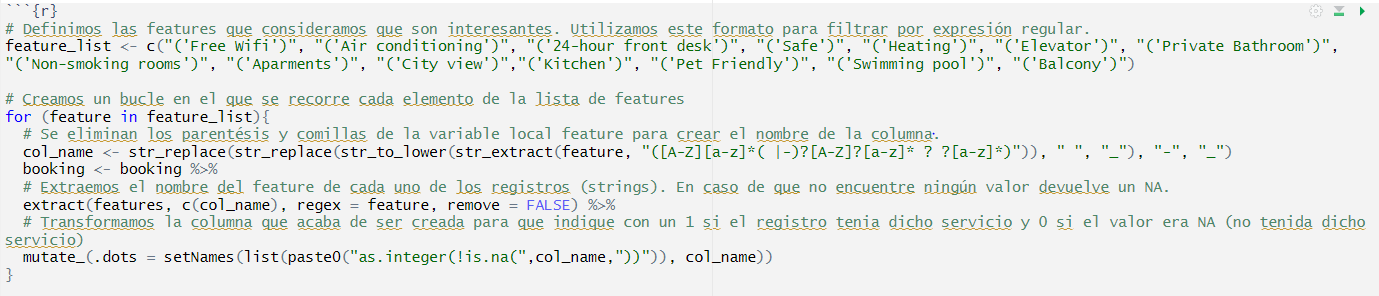 ```{r}
# Definimos las features que consideramos que son interesantes. Utilizamos este formato para filtrar por expresión regular.
feature_list <- c("('Free Wifi')", "('Air conditioning')", "('24-hour front desk')", "('Safe')", "('Heating')", "('Elevator')", "('Private Bathroom')",
"('Non-smoking rooms')", "('Aparments')", "('City view')","('Kitchen')", "('Pet Friendly')", "('Swimming pool')", "('Balcony')")
# Creamos un bucle en el que se recorre cada elemento de la lista de features
for (feature in feature_list){
# Se eliminan los parentésis y comillas de la variable local feature para crear el nombre de la columna.
col_name <- str_replace(str_replace(str_to_lower(str_extract(feature, "([A-Z][a-z]*( |-)?[A-Z]?[a-z]* ? ?[a-z]*)")), " ", "_"), "-", "_")
booking <- booking %>%
# Extraemos el nombre del feature de cada uno de los registros (strings). En caso de que no encuentre ningún valor devuelve un NA.
extract(features, c(col_name), regex = feature, remove = FALSE) %>%
# Transformamos la columna que acaba de ser creada para que indique con un 1 si el registro tenia dicho servicio y 0 si el valor era NA (no tenida dicho
servicio)
mutate_(.dots = setNames(list(paste0("as.integer(!is.na(",col_name,"))")), col_name))
}